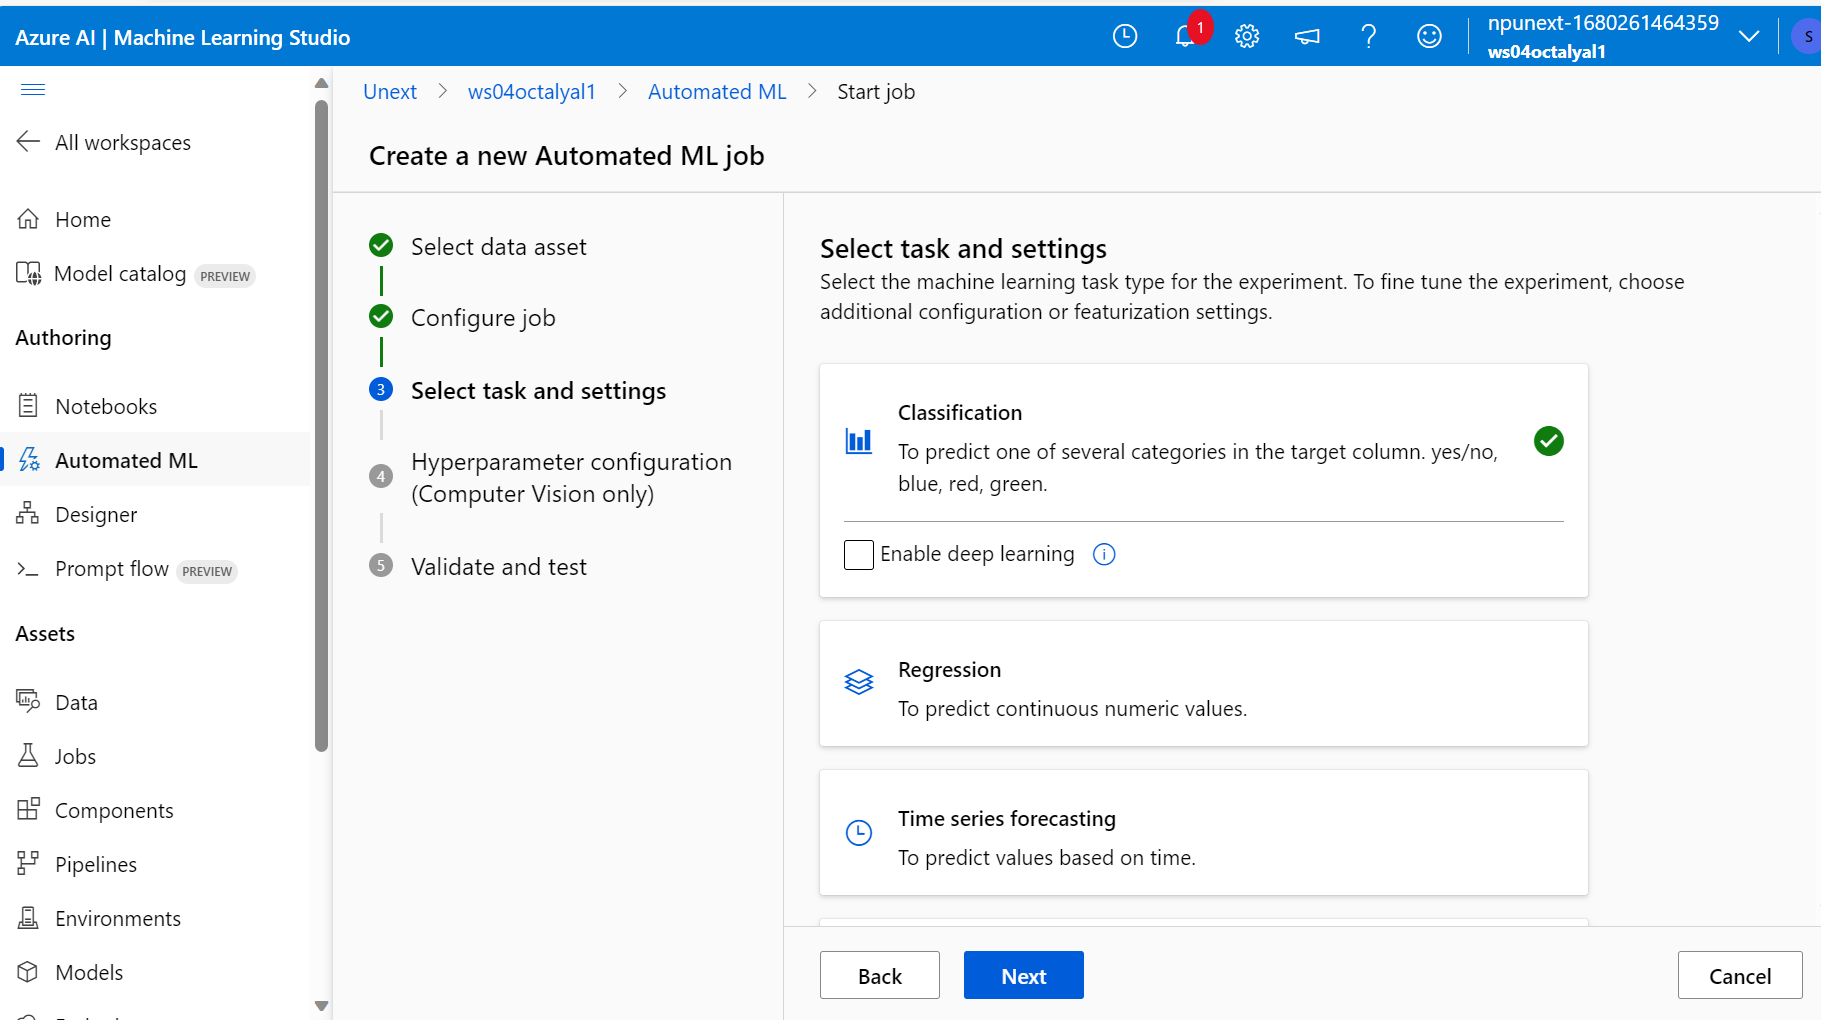 Azure AI | Machine Learning Studio
1
npunext-1680261464359
ws04octalyal1
S
All workspaces
Home
Model catalog PREVIEW
Authoring
Notebooks
Automated ML
Designer
Prompt flow PREVIEW
Assets
Data
Jobs
Components
Pipelines
Environments
Models
Unext > ws04octalyal1 > Automated ML > Start job
Create a new Automated ML job
Select data asset
Configure job
3 Select task and settings
4 Hyperparameter configuration
(Computer Vision only)
5 Validate and test
Select task and settings
Select the machine learning task type for the experiment. To fine tune the experiment, choose
additional configuration or featurization settings.
Classification
To predict one of several categories in the target column. yes/no,
blue, red, green.
Enable deep learning
Regression
To predict continuous numeric values.
Time series forecasting
To predict values based on time.
Back
Next
Cancel